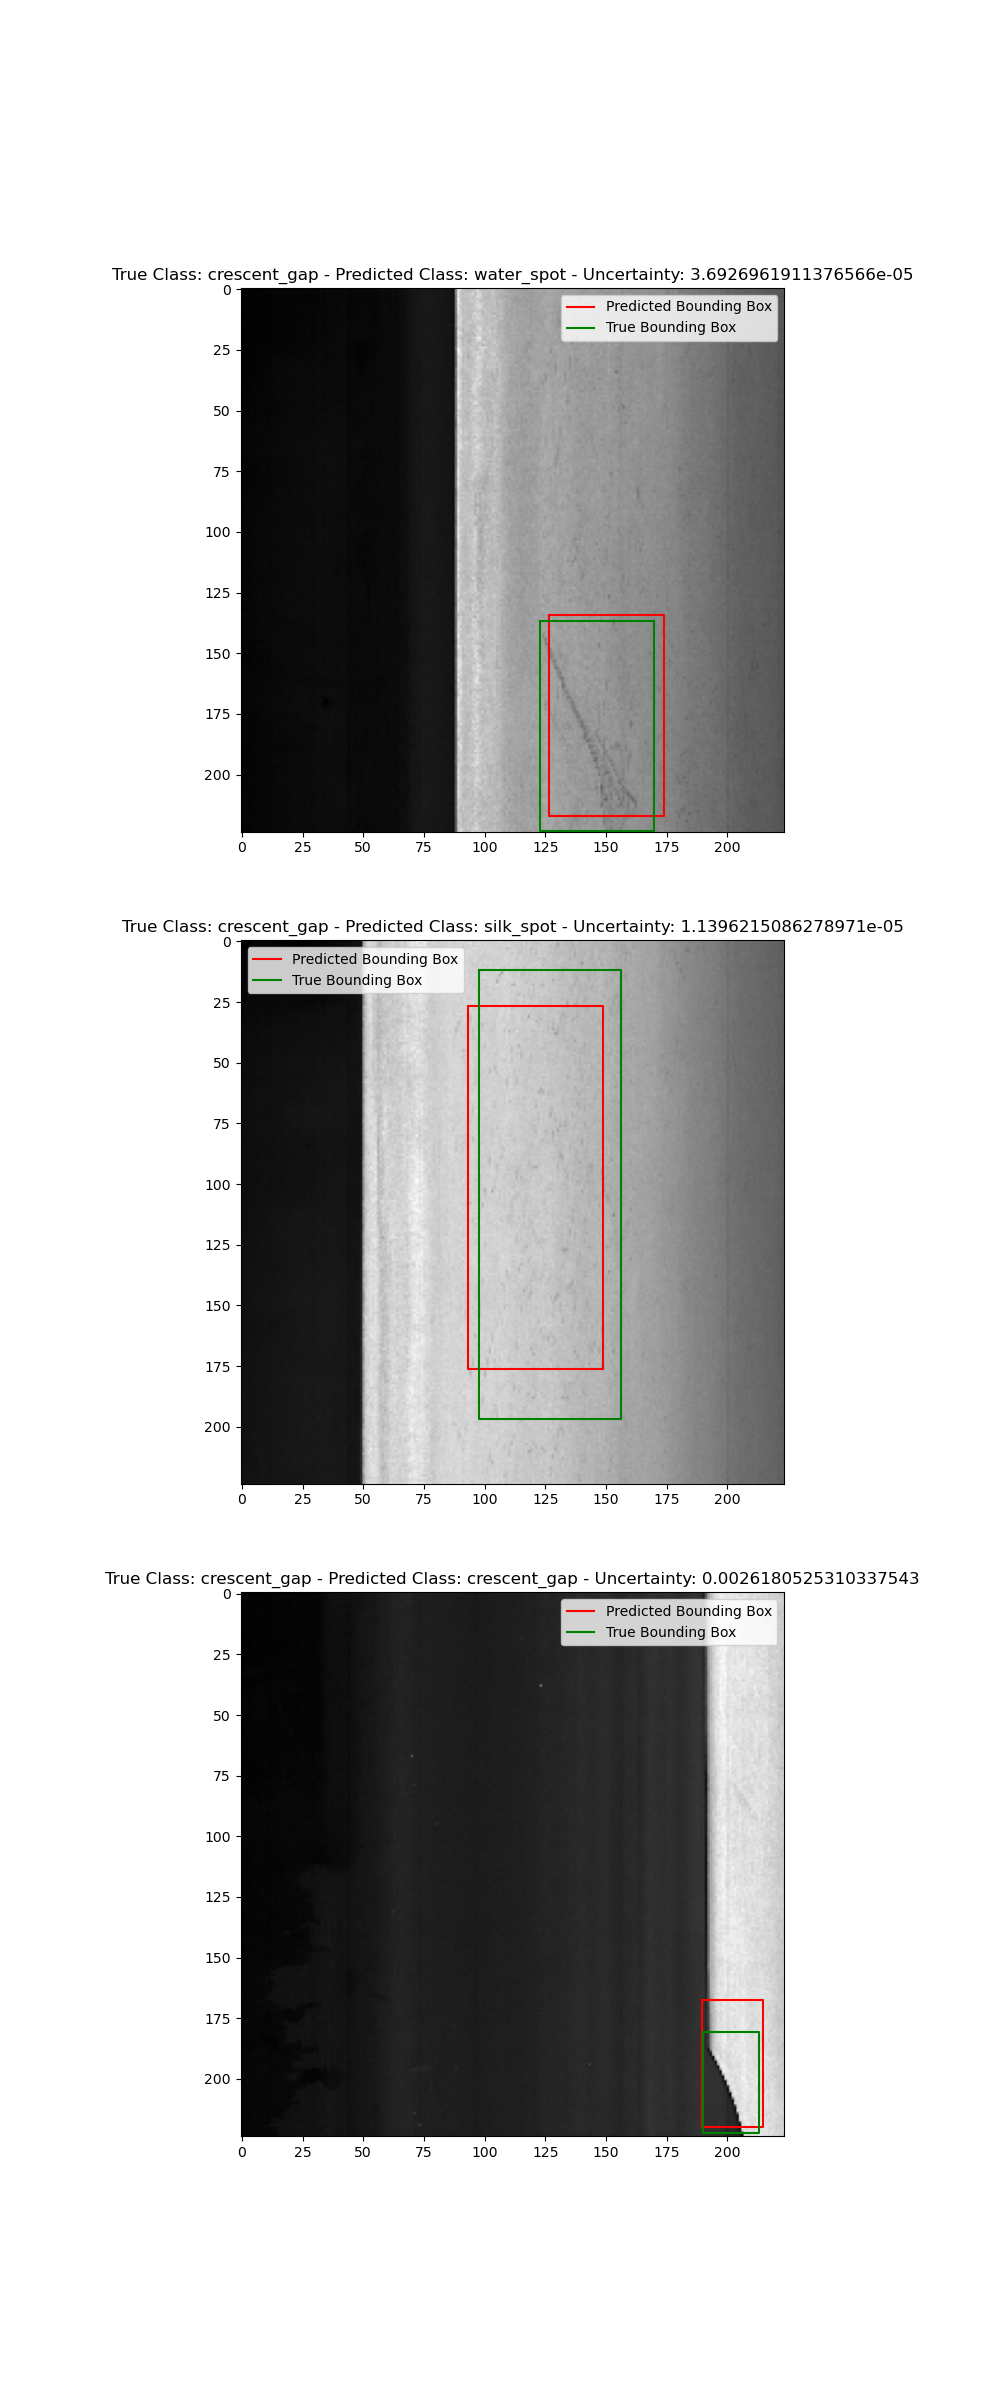 True Class: crescent_gap - Predicted Class: water_spot - Uncertainty: 3.6926961911376566e-05
Predicted Bounding Box
True Bounding Box
0
25
50
75
100
125
150
175
200
0 25 50 75 100 125 150 175 200
True Class: crescent_gap - Predicted Class: silk_spot - Uncertainty: 1.1396215086278971e-05
Predicted Bounding Box
True Bounding Box
0
25
50
75
100
125
150
175
200
0 25 50 75 100 125 150 175 200
True Class: crescent_gap - Predicted Class: crescent_gap - Uncertainty: 0.0026180525310337543
Predicted Bounding Box
True Bounding Box
0
25
50
75
100
125
150
175
200
0 25 50 75 100 125 150 175 200